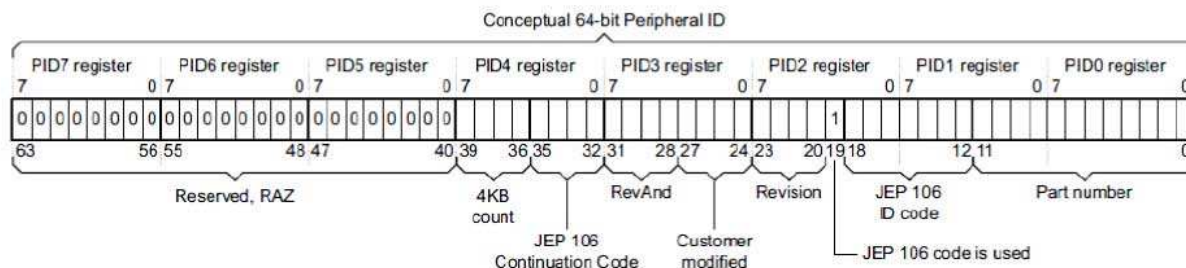 Conceptual 64-bit Peripheral ID
PID7 register PID6 register PID5 register PID4 register PID3 register PID2 register PID1 register PID0 register
7 0 7 0 7 0 7 0 7 0 7 0 7 0 7 0
0 0 0 0 0 0 0 0 0 0 0 0 0 0 0 0 0 0 0 0 0 0 0 0 1
63 56 55 48 47 40 39 36 35 32 31 28 27 24 23 20 19 18 12 11 0
Reserved, RAZ 4KB count RevAnd Revision JEP 106 ID code Part number
JEP 106 Continuation Code Customer modified JEP 106 code is used